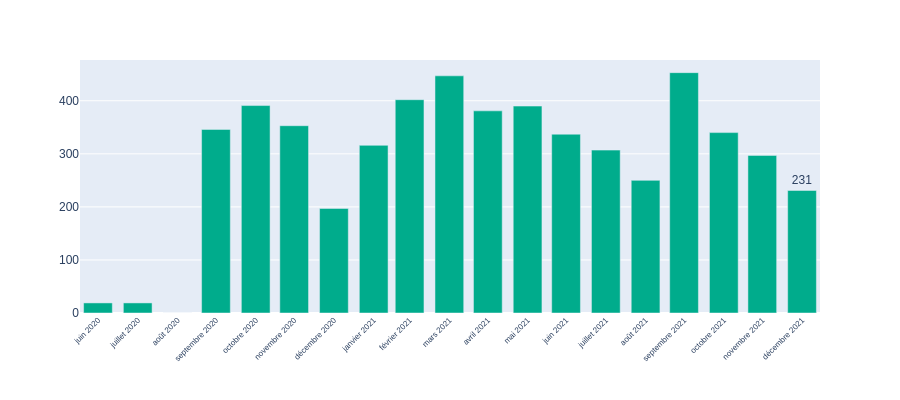 400
300
200
100
0
231
juin 2020
juillet 2020
août 2020
septembre 2020
octobre 2020
novembre 2020
décembre 2020
janvier 2021
février 2021
mars 2021
avril 2021
mai 2021
juin 2021
juillet 2021
août 2021
septembre 2021
octobre 2021
novembre 2021
décembre 2021